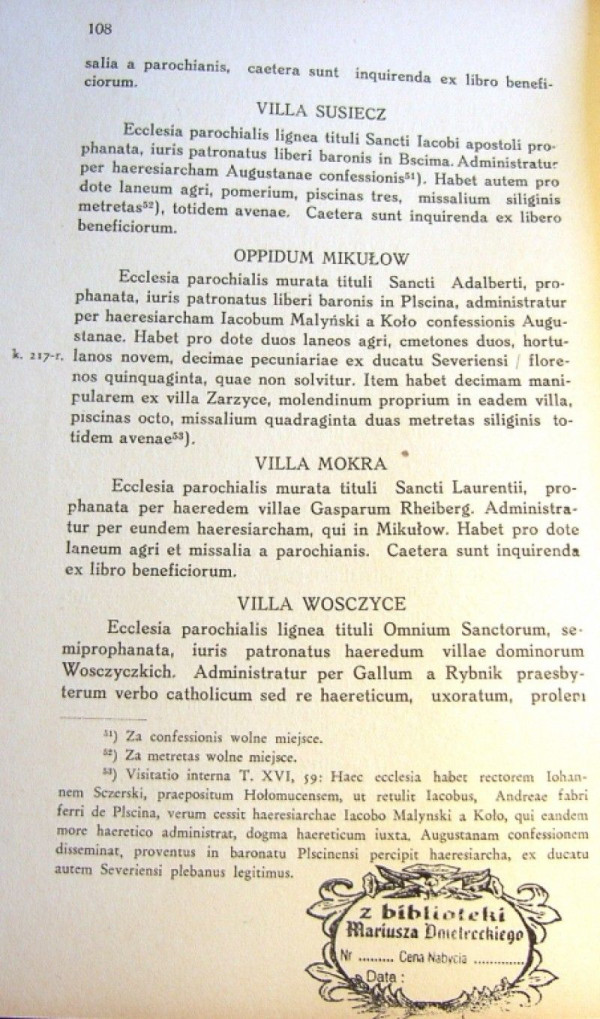 108
salia a parochianis, caetera sunt inquirenda ex libro benefi-
ciorum.
VILLA SUSIECZ
Ecclesia parochialis lignea tituli Sancti Iacobi apostoli pro-
phanata, iuris patronatus liberi baronis in Bscima. Administratur
per haeresiarcham Augustanae confessionis⁵¹). Habet autem pro
dote laneum agri, pomerium, piscinas tres, missalium siliginis
metretas⁵²), totidem avenae. Caetera sunt inquirenda ex libero
beneficiorum.
OPPIDUM MIKUŁOW
Ecclesia parochialis murata tituli Sancti Adalberti, pro-
phanata, iuris patronatus liberi baronis in Plscina, administratur
per haeresiarcham Iacobum Malyński a Koło confessionis Augu-
stanae. Habet pro dote duos laneos agri, cmetones duos, hortu-
k. 217-r. lanos novem, decimae pecuniariae ex ducatu Severiensi / flore-
nos quinquaginta, quae non solvitur. Item habet decimam mani-
pularem ex villa Zarzyce, molendinum proprium in eadem villa,
piscinas octo, missalium quadraginta duas metretas siliginis to-
tidem avenae⁵³).
VILLA MOKRA
Ecclesia parochialis murata tituli Sancti Laurentii, pro-
phanata per haeredem villae Gasparum Rheiberg. Administra-
tur per eundem haeresiarcham, qui in Mikułow. Habet pro dote
laneum agri et missalia a parochianis. Caetera sunt inquirenda
ex libro beneficiorum.
VILLA WOSCZYCE
Ecclesia parochialis lignea tituli Omnium Sanctorum, se-
miprophanata, iuris patronatus haeredum villae dominorum
Wosczyczkich. Administratur per Gallum a Rybnik praesby-
terum verbo catholicum sed re haereticum, uxoratum, prolem
⁵¹) Za confessionis wolne miejsce.
⁵²) Za metretas wolne miejsce.
⁵³) Visitatio interna T. XVI, 59: Haec ecclesia habet rectorem Iohan-
nem Sczerski, praepositum Hołomucensem, ut retulit Iacobus, Andreae fabri
ferri de Plscina, verum cessit haeresiarchae Iacobo Malynski a Koło, qui eandem
more haeretico administrat, dogma haereticum iuxta. Augustanam confessionem
disseminat, proventus in baronatu Plscinensi percipit haeresiarcha, ex ducatu
autem Severiensi plebanus legitimus.
z biblioteki
Mariusza Dmetreckiego
Nr ......... Cena Nabycia .............
Data :